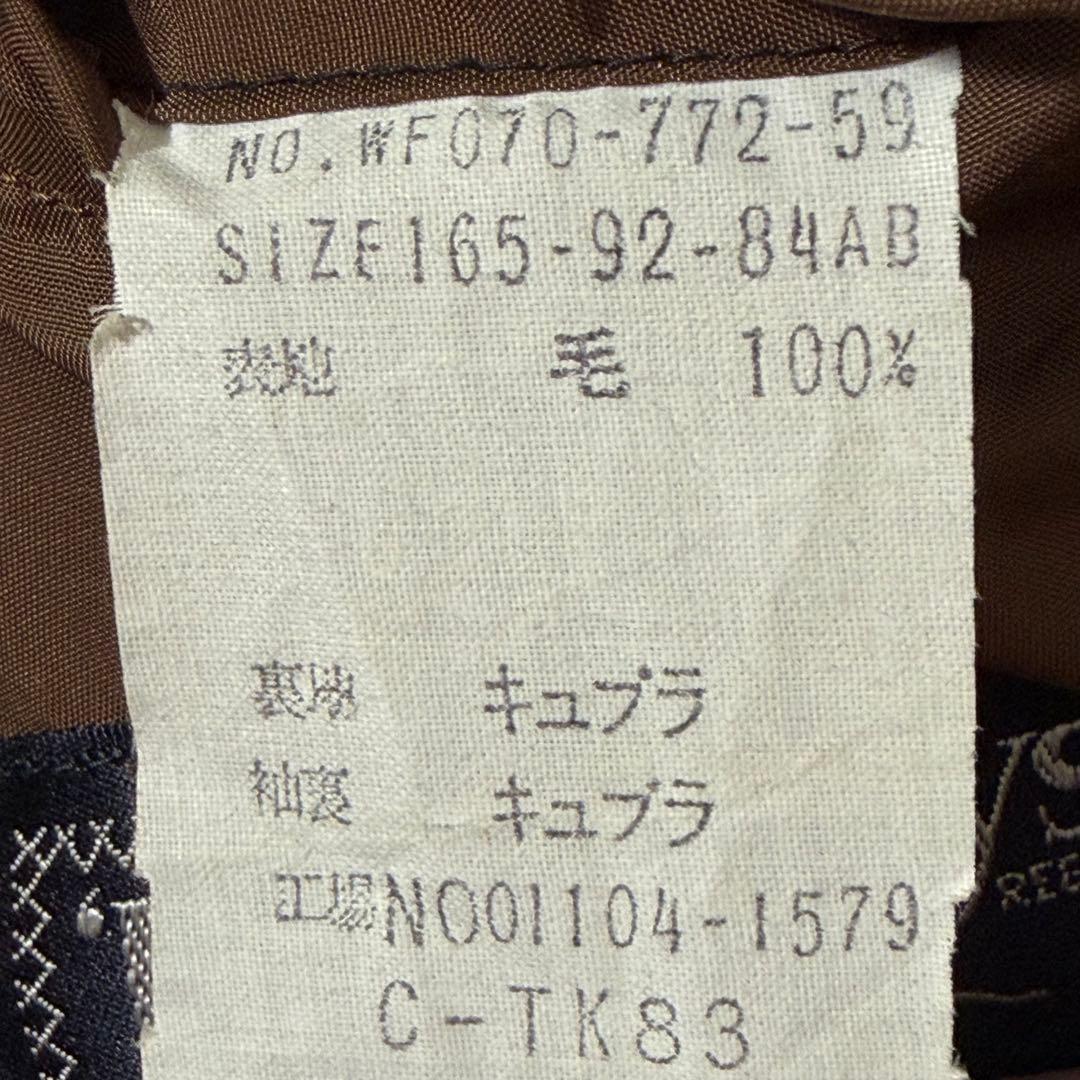 NO. WF070-772-59
SIZE165-92-84AB
表地 毛 100%
裏地 キュプラ
袖裏 キュプラ
工場NO01104-1579
C-TK83